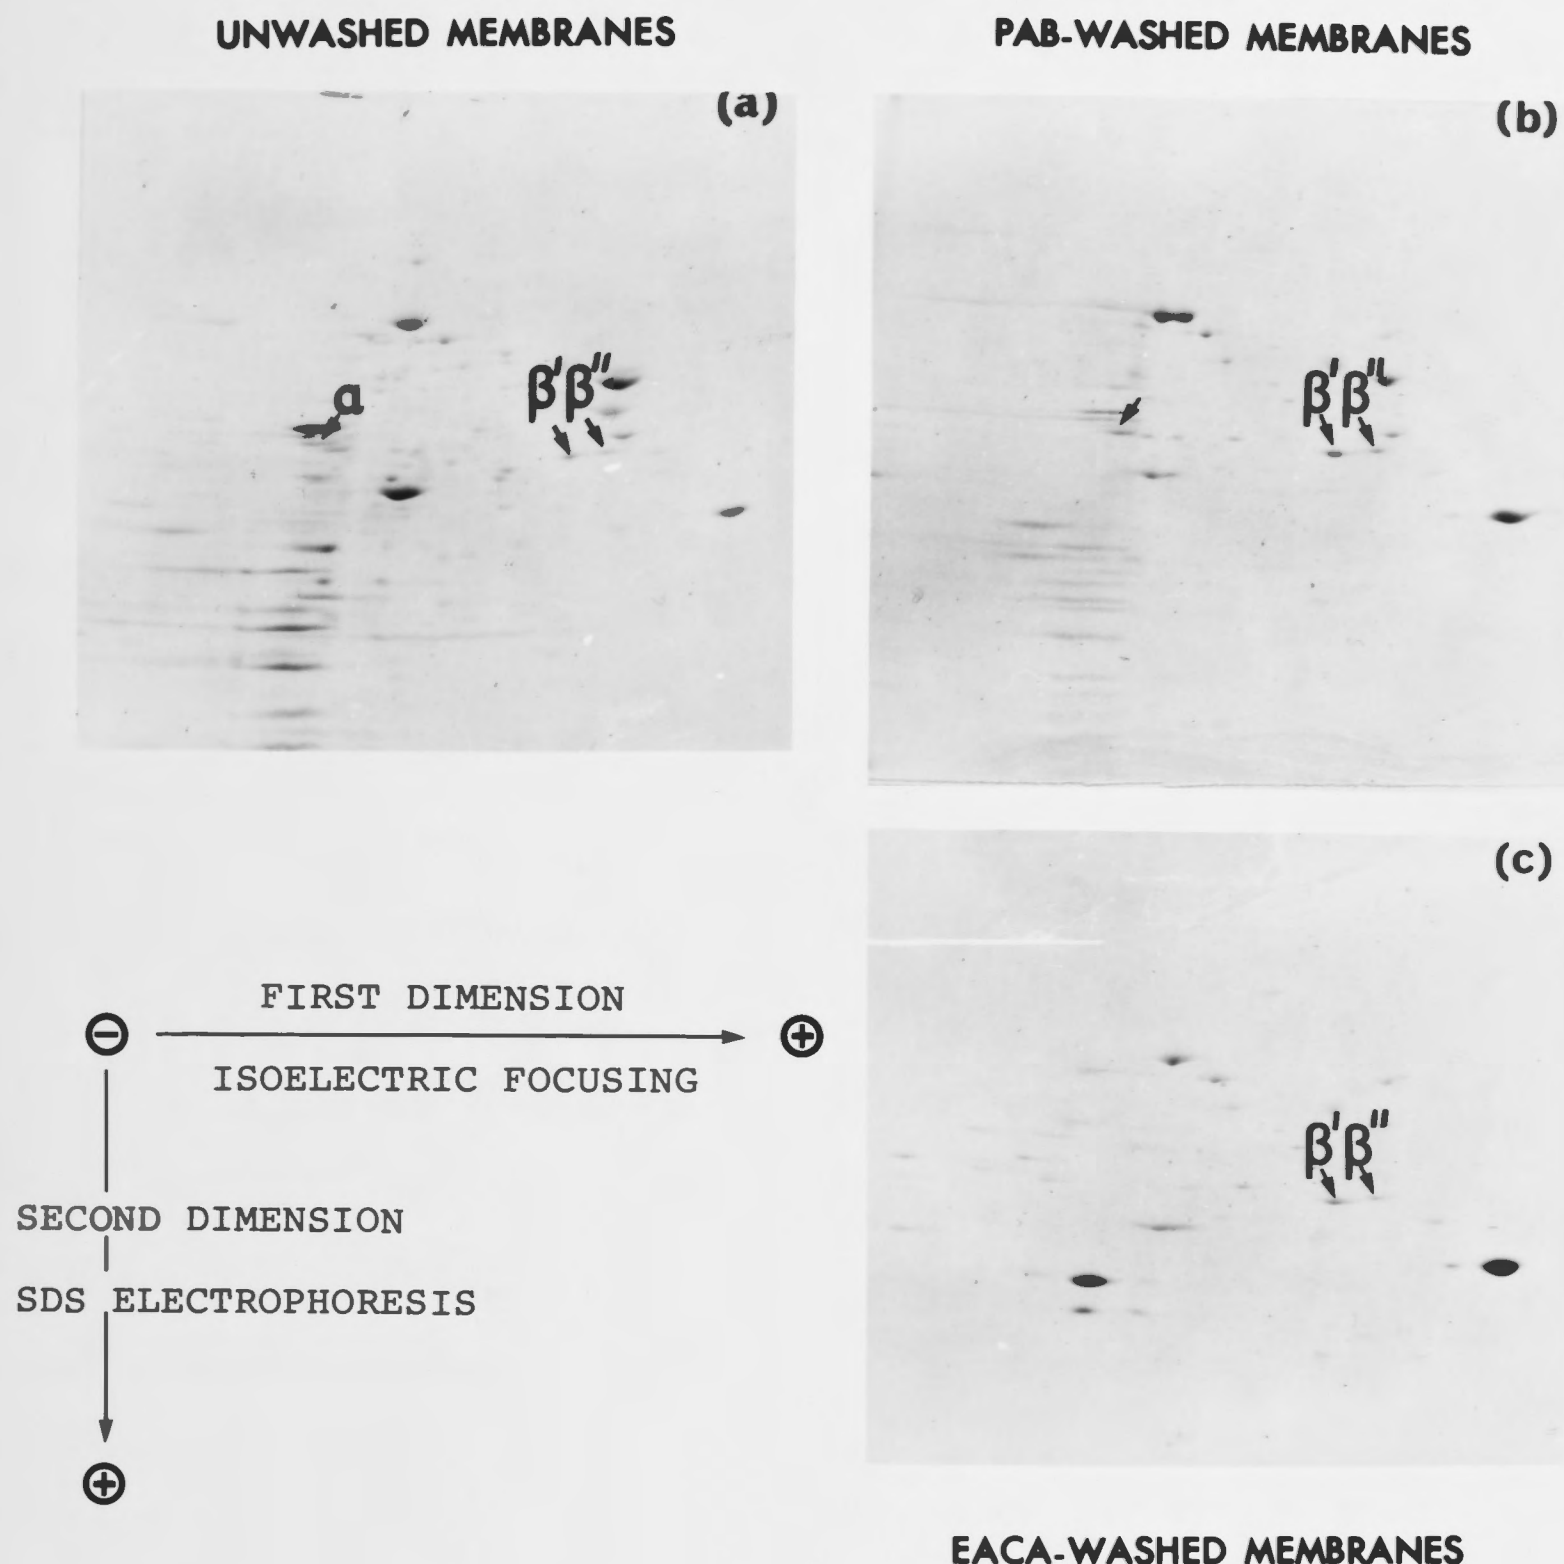 UNWASHED MEMBRANES
PAB-WASHED MEMBRANES
(a)
(b)
a
β′ β″
β′ β″
(c)
FIRST DIMENSION
⊖ ⊕
ISOELECTRIC FOCUSING
β′ β″
SECOND DIMENSION
SDS ELECTROPHORESIS
⊕
EACA-WASHED MEMBRANES